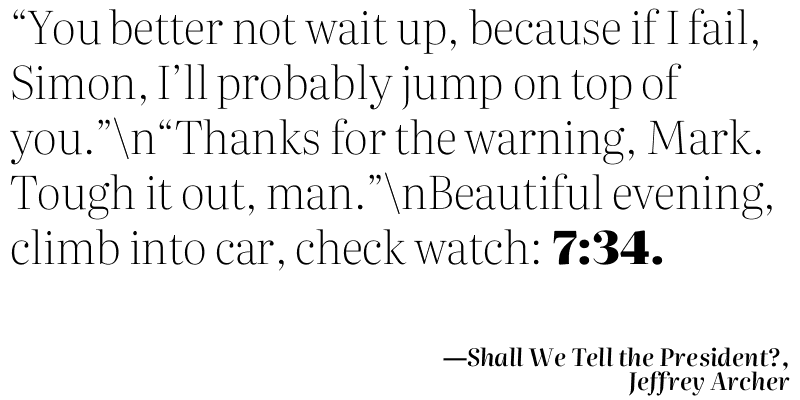 “You better not wait up, because if I fail,
Simon, I’ll probably jump on top of
you.”\n“Thanks for the warning, Mark.
Tough it out, man.”\nBeautiful evening,
climb into car, check watch: 7:34.
—Shall We Tell the President?,
Jeffrey Archer